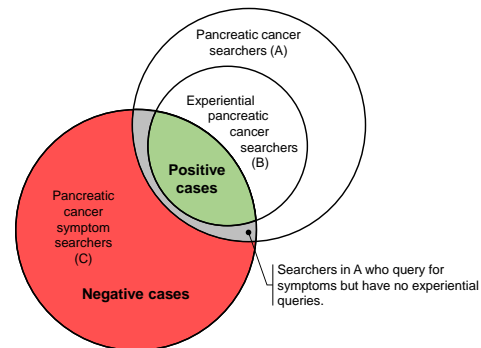 Pancreatic cancer
searchers (A)
Experiential
pancreatic
cancer
searchers
(B)
Positive
cases
Pancreatic
cancer
symptom
searchers
(C)
Negative cases
Searchers in A who query for
symptoms but have no experiential
queries.